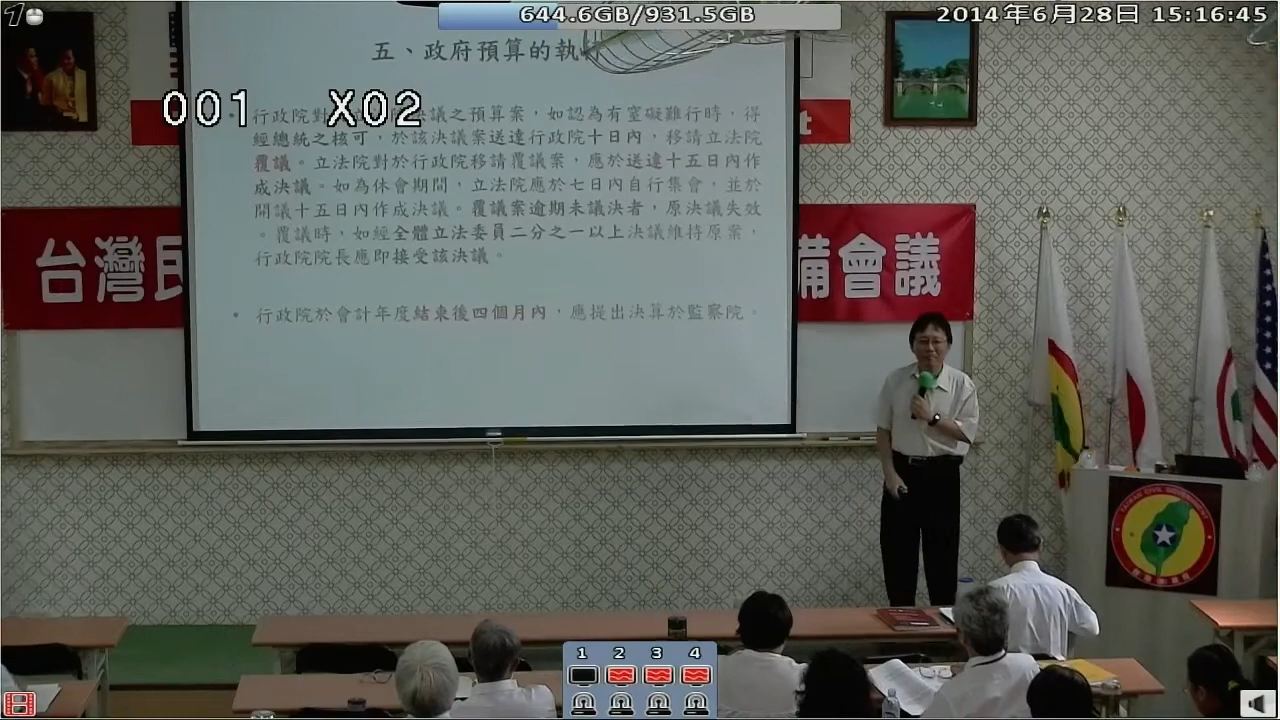 644.6GB/931.5GB
2014年6月28日 15:16:45
五、政府預算的執
001 X02
行政院對 決議之預算案，如認為有窒礙難行時，得
經總統之核可，於該決議案送達行政院十日內，移請立法院
覆議。立法院對於行政院移請覆議案，應於送達十五日內作
成決議。如為休會期間，立法院應於七日內自行集會，並於
開議十五日內作成決議。覆議案逾期未議決者，原決議失效
。覆議時，如經全體立法委員二分之一以上決議維持原案，
行政院院長應即接受該決議。
• 行政院於會計年度結束後四個月內，應提出決算於監察院。
t
台灣民 備會議
TAIWAN CIVIL GOVERNMENT
1 2 3 4